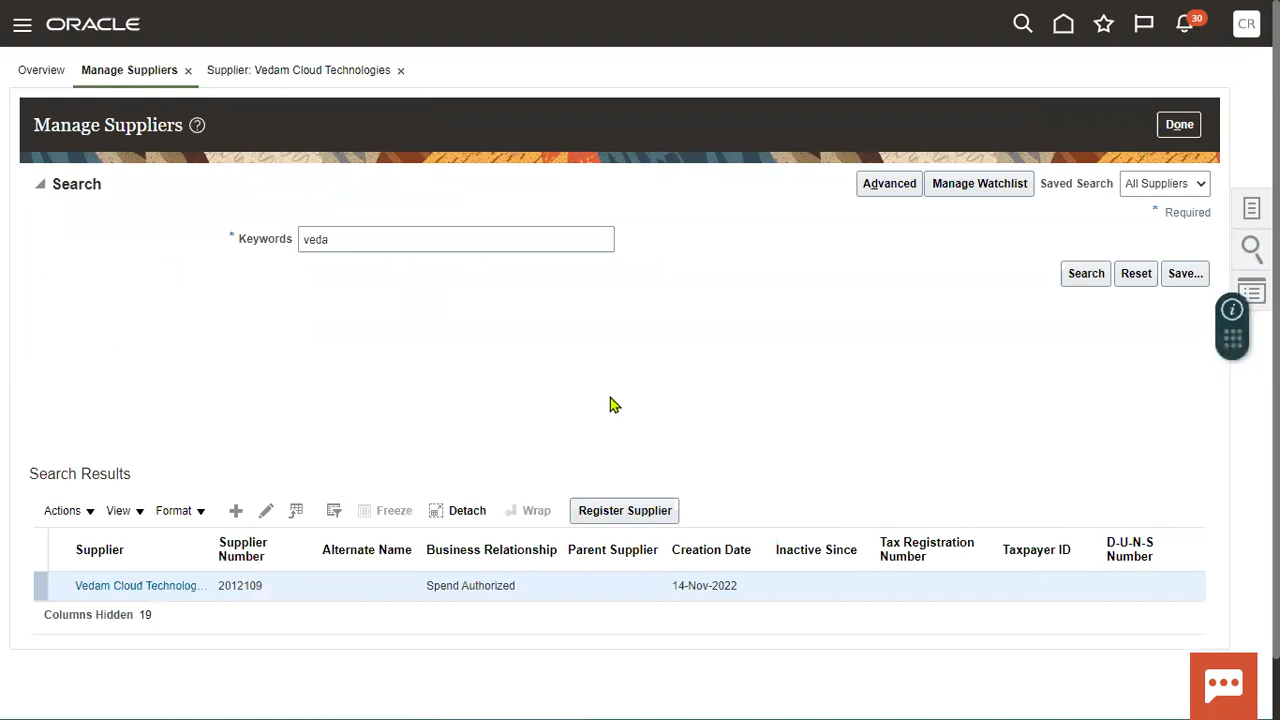 ORACLE
30
CR
Overview
Manage Suppliers ×
Supplier: Vedam Cloud Technologies ×
Manage Suppliers ?
Done
Search
Advanced
Manage Watchlist
Saved Search
All Suppliers
* Required
* Keywords
veda
Search
Reset
Save...
Search Results
Actions
View
Format
Freeze
Detach
Wrap
Register Supplier
Supplier
Supplier Number
Alternate Name
Business Relationship
Parent Supplier
Creation Date
Inactive Since
Tax Registration Number
Taxpayer ID
D-U-N-S Number
Vedam Cloud Technolog...
2012109
Spend Authorized
14-Nov-2022
Columns Hidden 19